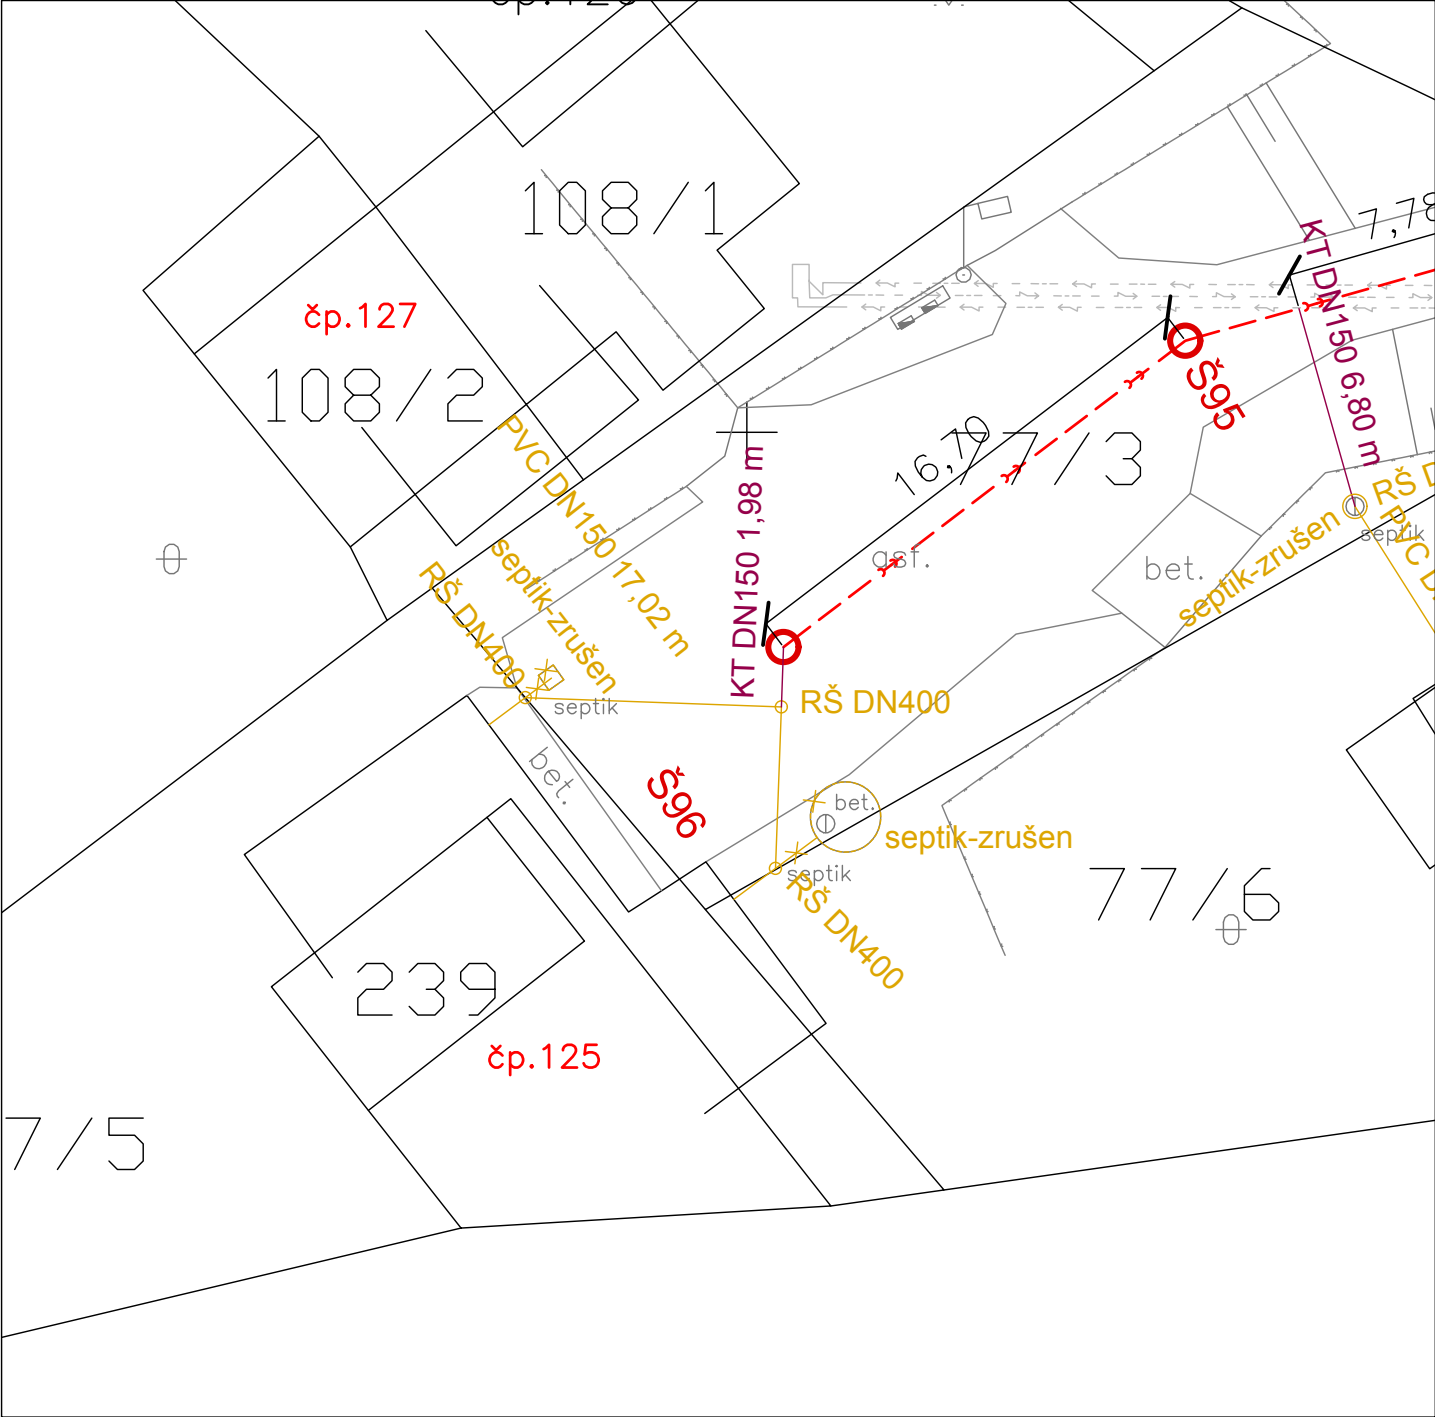 108/1
7,78
čp.127
KT DN150 6,80 m
108/2
Š95
PVC DN150 17,02 m
16,70
77/3
KT DN150 1,98 m
RŠ D
septik
PVC D
asf.
bet.
septik-zrušen
septik-zrušen
RŠ DN400
septik
RŠ DN400
bet.
Š96
bet.
septik-zrušen
septik
RŠ DN400
77/6
239
čp.125
7/5